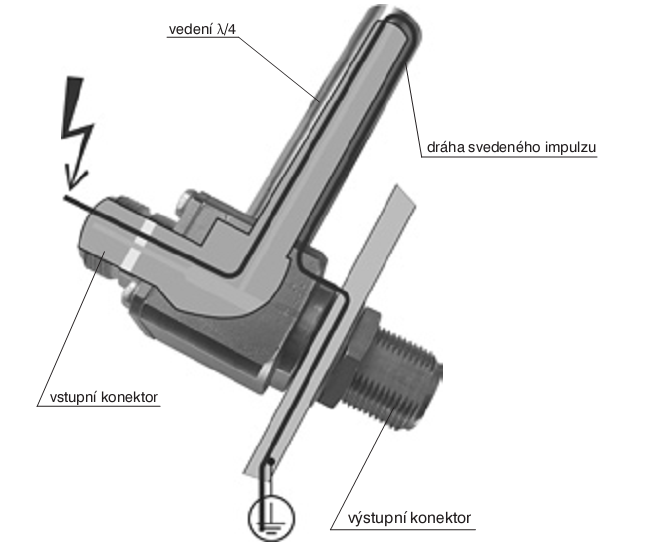 vedení λ/4
dráha svedeného impulzu
vstupní konektor
výstupní konektor